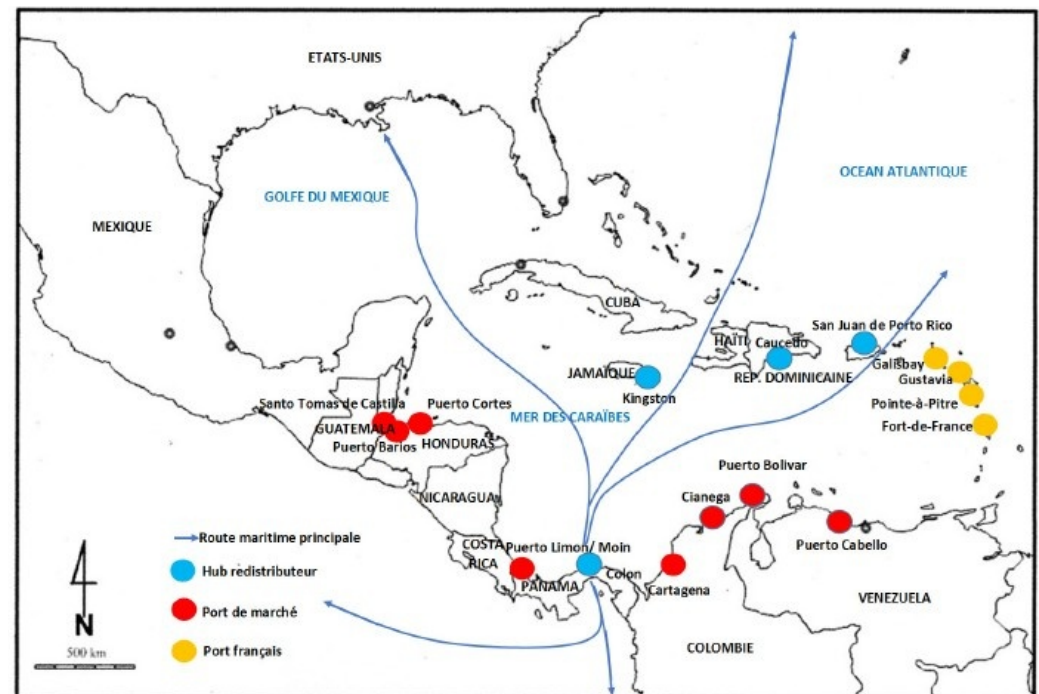 ETATS-UNIS
OCEAN ATLANTIQUE
GOLFE DU MEXIQUE
MEXIQUE
CUBA
San Juan de Porto Rico
HAÏTI
Caucedo
Galisbay
JAMAÏQUE
REP. DOMINICAINE
Gustavia
Kingston
Pointe-à-Pitre
Santo Tomas de Castilla
Puerto Cortes
MER DES CARAÏBES
Fort-de-France
GUATEMALA
Puerto Barios
HONDURAS
Puerto Bolivar
NICARAGUA
Cianega
Route maritime principale
COSTA
RICA
Puerto Limon/ Moin
Puerto Cabello
Hub redistributeur
Colon
PANAMA
Cartagena
VENEZUELA
Port de marché
N
500 km
Port français
COLOMBIE